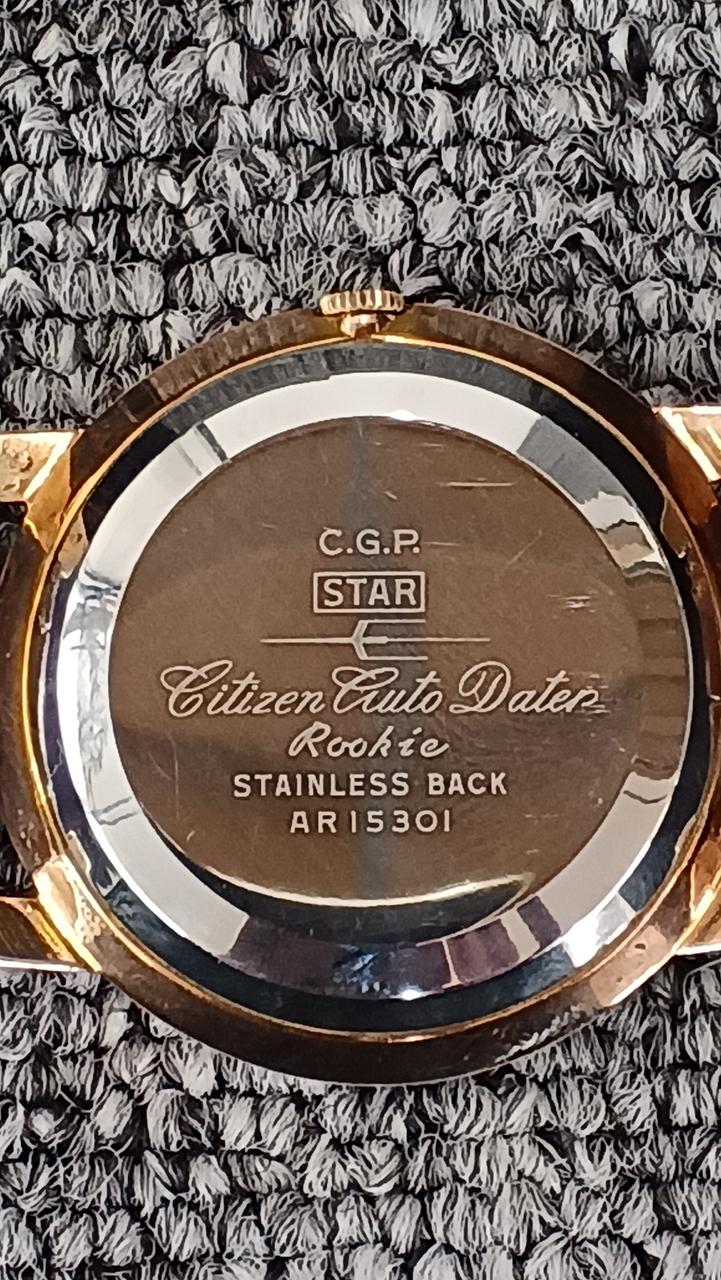 C.G.P.
STAR
Citizen Auto Dater
Rookie
STAINLESS BACK
AR15301